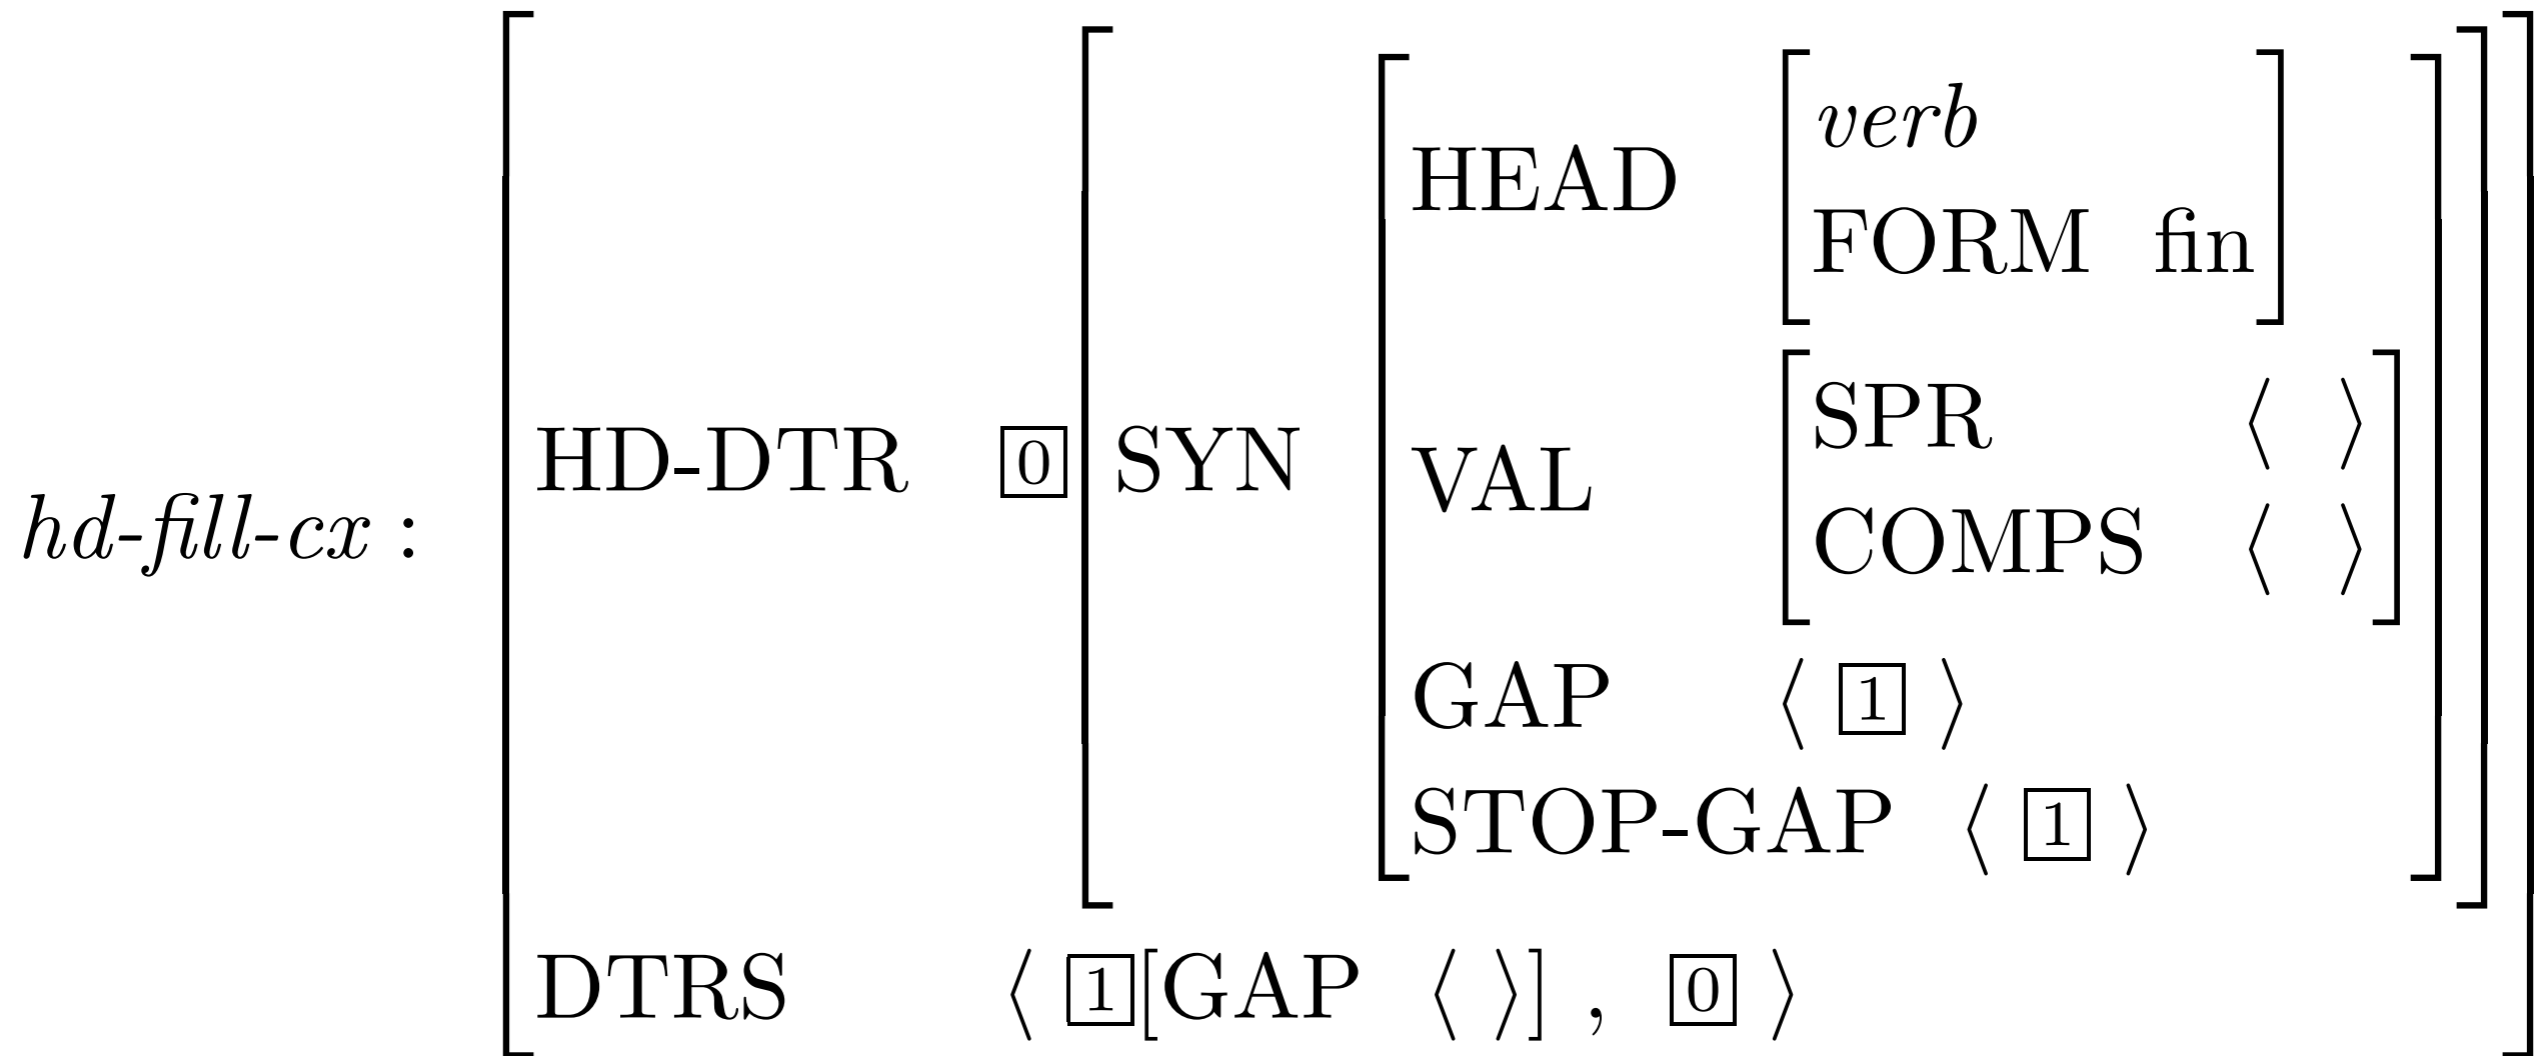 verb
HEAD
FORM fin
SPR ⟨ ⟩
HD-DTR 0 SYN
VAL
hd-fill-cx :
COMPS ⟨ ⟩
GAP ⟨ 1 ⟩
STOP-GAP ⟨ 1 ⟩
DTRS ⟨ 1 [GAP ⟨ ⟩] , 0 ⟩